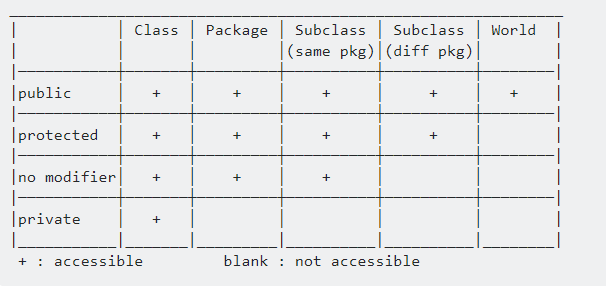 Class | Package | Subclass | Subclass | World
(same pkg) | (diff pkg)
public | + | + | + | + | +
protected | + | + | + | + |
no modifier | + | + | + | |
private | + | | | |
+ : accessible blank : not accessible